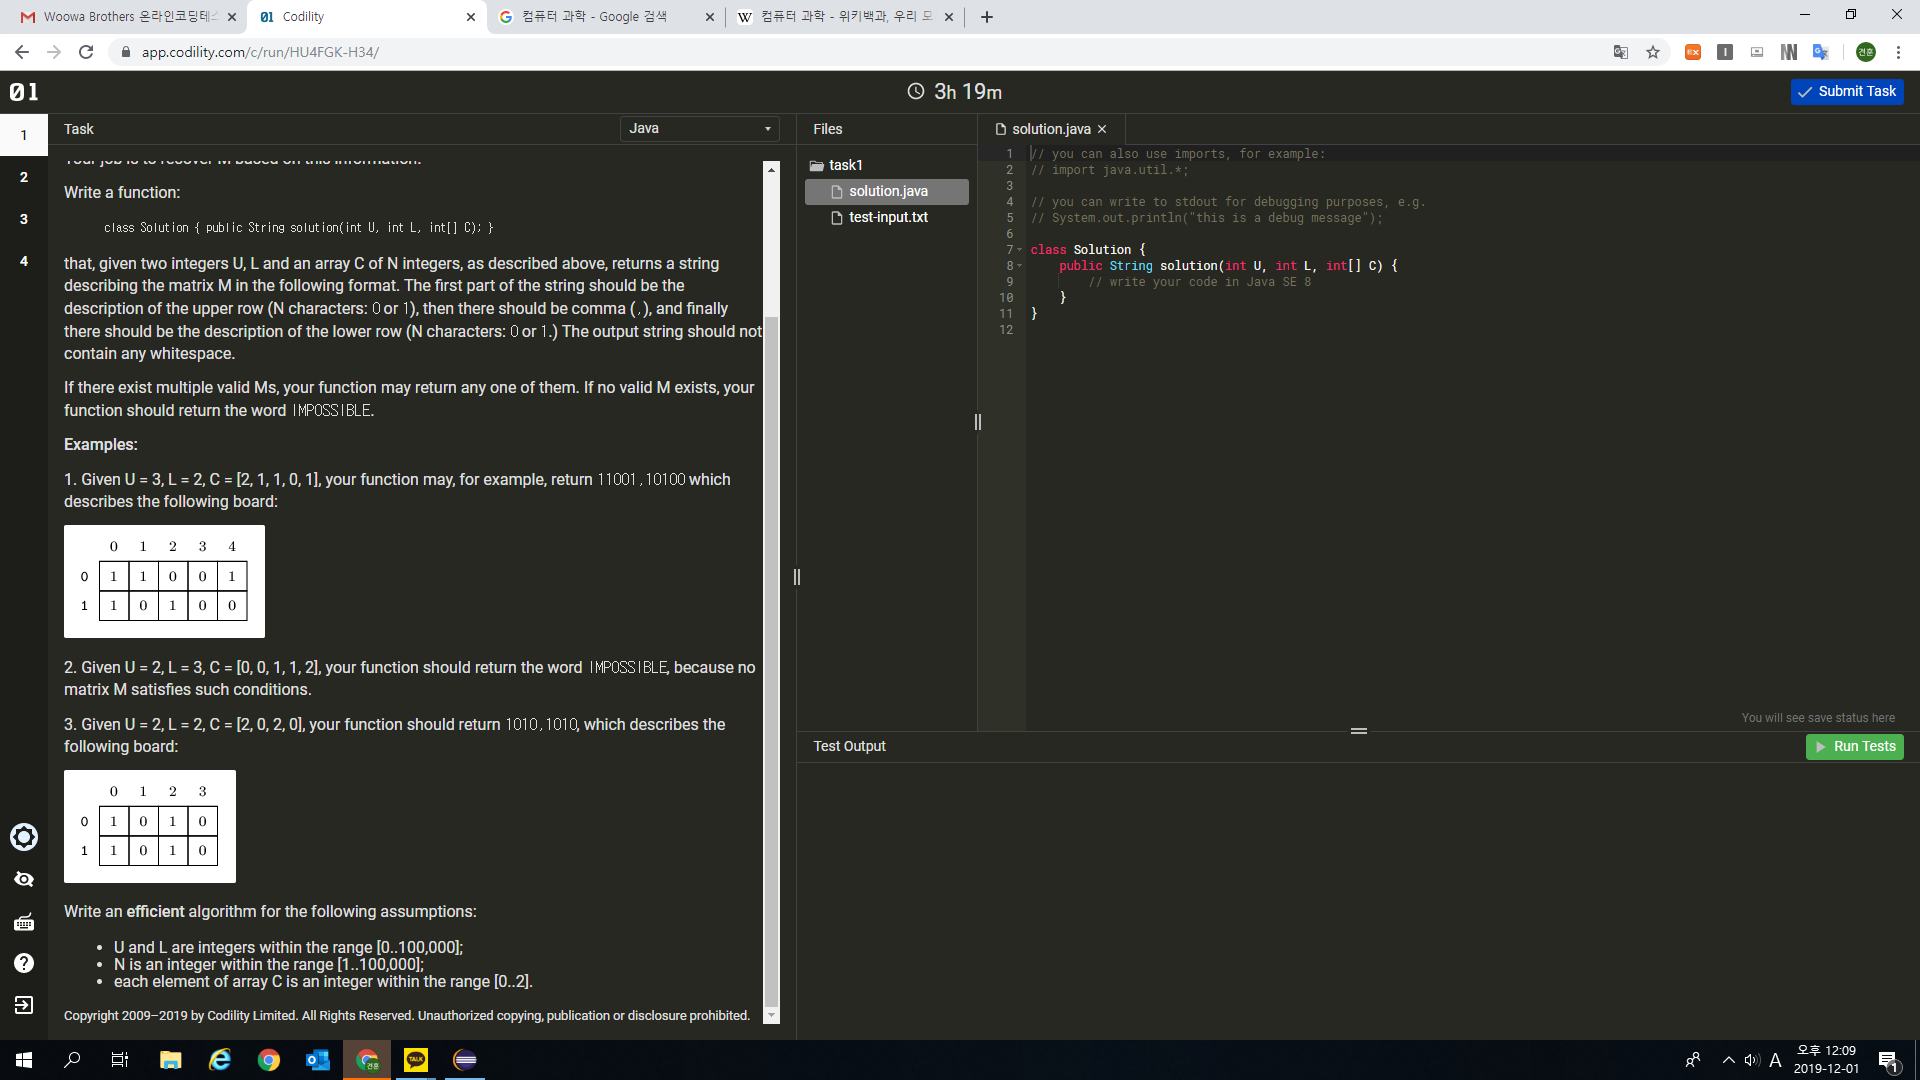 Woowa Brothers 온라인코딩테스
Codility
컴퓨터 과학 - Google 검색
컴퓨터 과학 - 위키백과, 우리 모
app.codility.com/c/run/HU4FGK-H34/
3h 19m
Submit Task
1
2
3
4
Task
Java
Your job is to recover M based on this information.
Write a function:
class Solution { public String solution(int U, int L, int[] C); }
that, given two integers U, L and an array C of N integers, as described above, returns a string
describing the matrix M in the following format. The first part of the string should be the
description of the upper row (N characters: 0 or 1), then there should be comma (,), and finally
there should be the description of the lower row (N characters: 0 or 1.) The output string should not
contain any whitespace.
If there exist multiple valid Ms, your function may return any one of them. If no valid M exists, your
function should return the word IMPOSSIBLE.
Examples:
1. Given U = 3, L = 2, C = [2, 1, 1, 0, 1], your function may, for example, return 11001,10100 which
describes the following board:
0 1 2 3 4
0 1 1 0 0 1
1 1 0 1 0 0
2. Given U = 2, L = 3, C = [0, 0, 1, 1, 2], your function should return the word IMPOSSIBLE, because no
matrix M satisfies such conditions.
3. Given U = 2, L = 2, C = [2, 0, 2, 0], your function should return 1010,1010, which describes the
following board:
0 1 2 3
0 1 0 1 0
1 1 0 1 0
Write an efficient algorithm for the following assumptions:
• U and L are integers within the range [0..100,000];
• N is an integer within the range [1..100,000];
• each element of array C is an integer within the range [0..2].
Copyright 2009–2019 by Codility Limited. All Rights Reserved. Unauthorized copying, publication or disclosure prohibited.
Files
task1
solution.java
test-input.txt
solution.java
1 // you can also use imports, for example:
2 // import java.util.*;
3
4 // you can write to stdout for debugging purposes, e.g.
5 // System.out.println("this is a debug message");
6
7 class Solution {
8 public String solution(int U, int L, int[] C) {
9 // write your code in Java SE 8
10 }
11 }
12
You will see save status here
Test Output
Run Tests
TALK
A
오후 12:09
2019-12-01
1